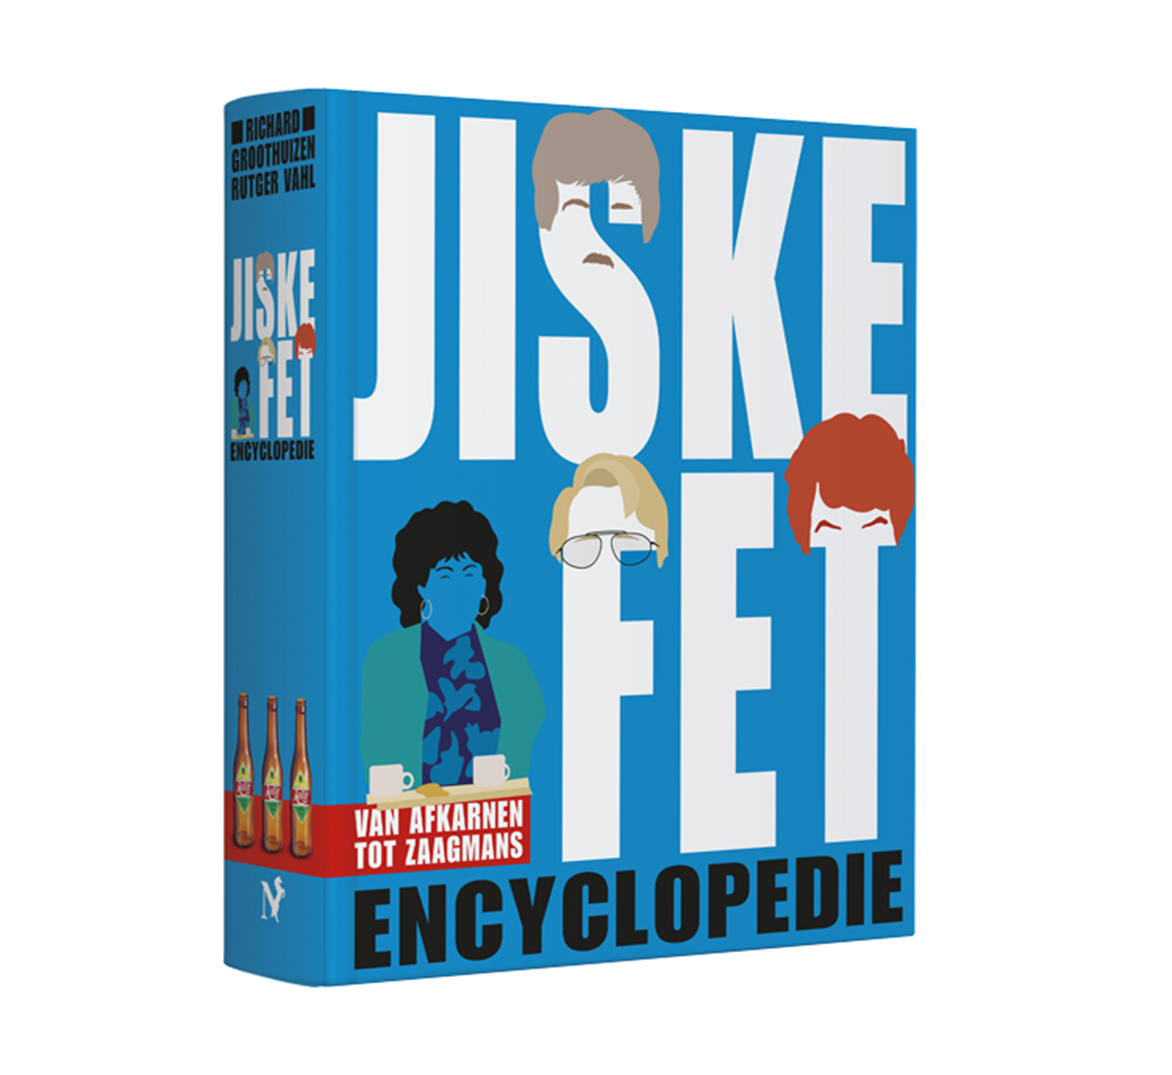 RICHARD
GROOTHUIZEN
RUTGER VAHL
JISKE
FET
ENCYCLOPEDIE
JISKE
FET
VAN AFKARNEN
TOT ZAAGMANS
ENCYCLOPEDIE